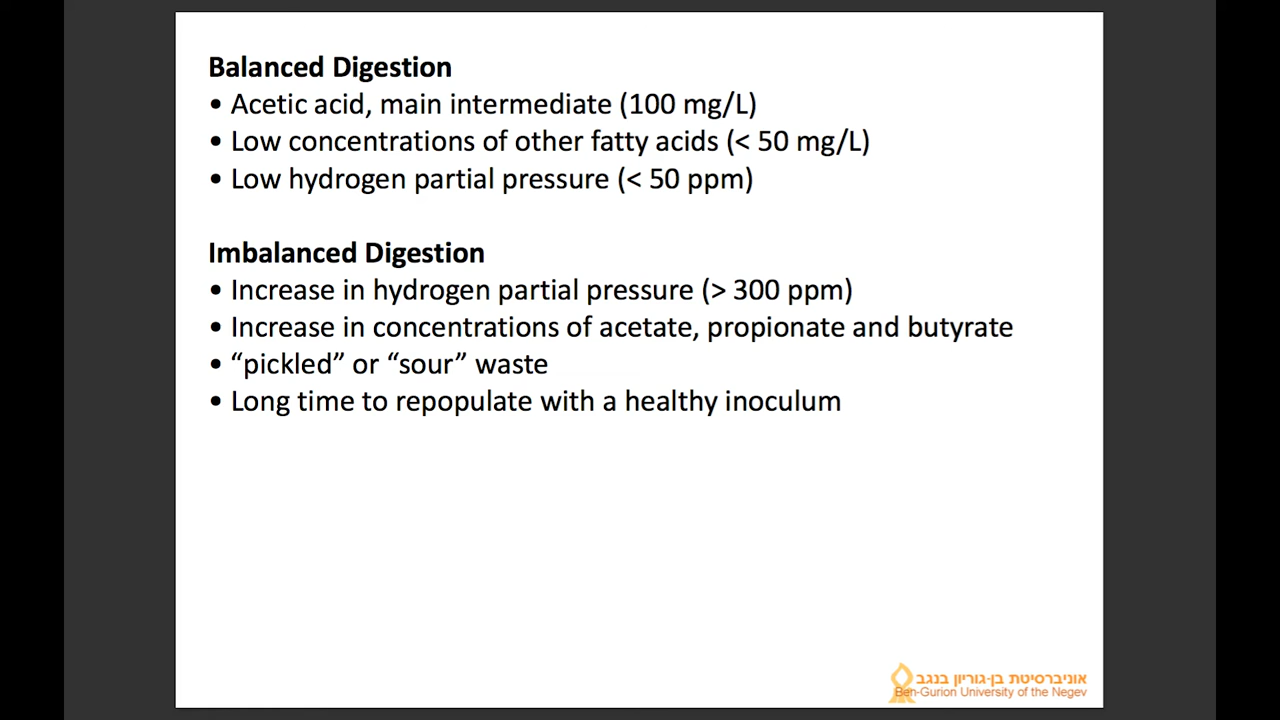 Balanced Digestion
• Acetic acid, main intermediate (100 mg/L)
• Low concentrations of other fatty acids (< 50 mg/L)
• Low hydrogen partial pressure (< 50 ppm)
Imbalanced Digestion
• Increase in hydrogen partial pressure (> 300 ppm)
• Increase in concentrations of acetate, propionate and butyrate
• “pickled” or “sour” waste
• Long time to repopulate with a healthy inoculum
אוניברסיטת בן-גוריון בנגב
Ben-Gurion University of the Negev